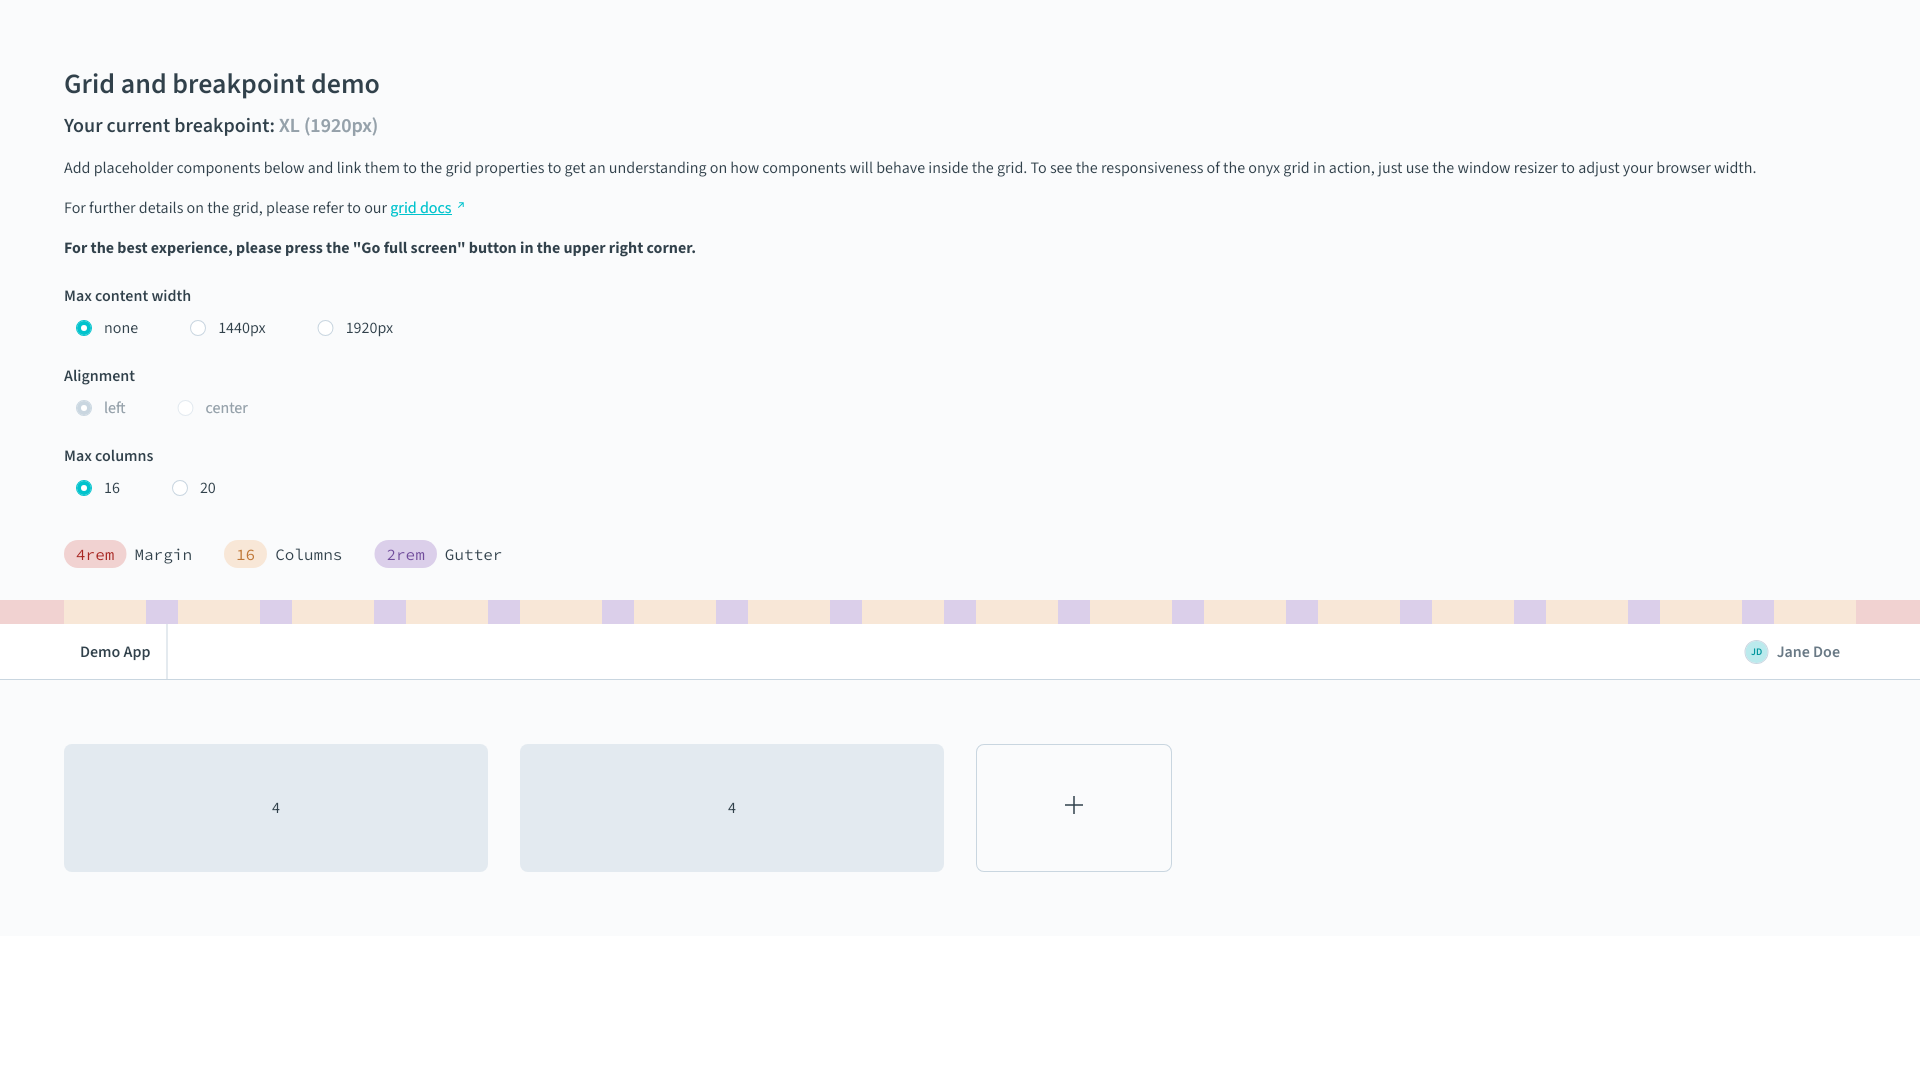 Grid and breakpoint demo
Your current breakpoint: XL (1920px)
Add placeholder components below and link them to the grid properties to get an understanding on how components will behave inside the grid. To see the responsiveness of the onyx grid in action, just use the window resizer to adjust your browser width.
For further details on the grid, please refer to our grid docs
For the best experience, please press the "Go full screen" button in the upper right corner.
Max content width
none 1440px 1920px
Alignment
left center
Max columns
16 20
4rem Margin 16 Columns 2rem Gutter
Demo App JD Jane Doe
4 4